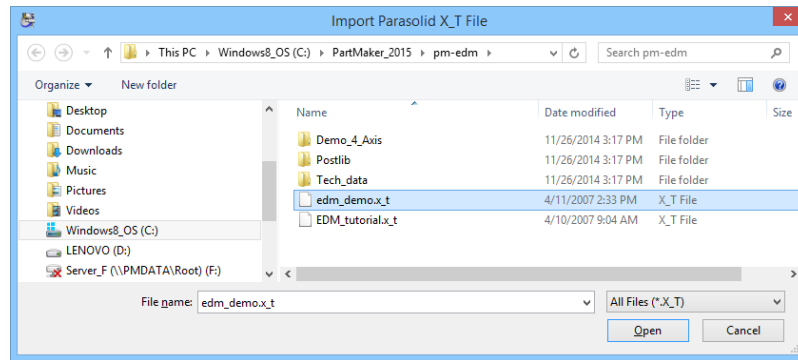 Import Parasolid X_T File
This PC Windows8_OS (C:) PartMaker_2015 pm-edm
Search pm-edm
Organize New folder
Name Date modified Type Size
Desktop
Documents
Downloads
Music
Pictures
Videos
Windows8_OS (C:)
LENOVO (D:)
Server_F (\\PMDATA\Root) (F:)
Demo_4_Axis 11/26/2014 3:17 PM File folder
Postlib 11/26/2014 3:17 PM File folder
Tech_data 11/26/2014 3:17 PM File folder
edm_demo.x_t 4/11/2007 2:33 PM X_T File
EDM_tutorial.x_t 4/10/2007 9:04 AM X_T File
File name: edm_demo.x_t
All Files (*.X_T)
Open Cancel